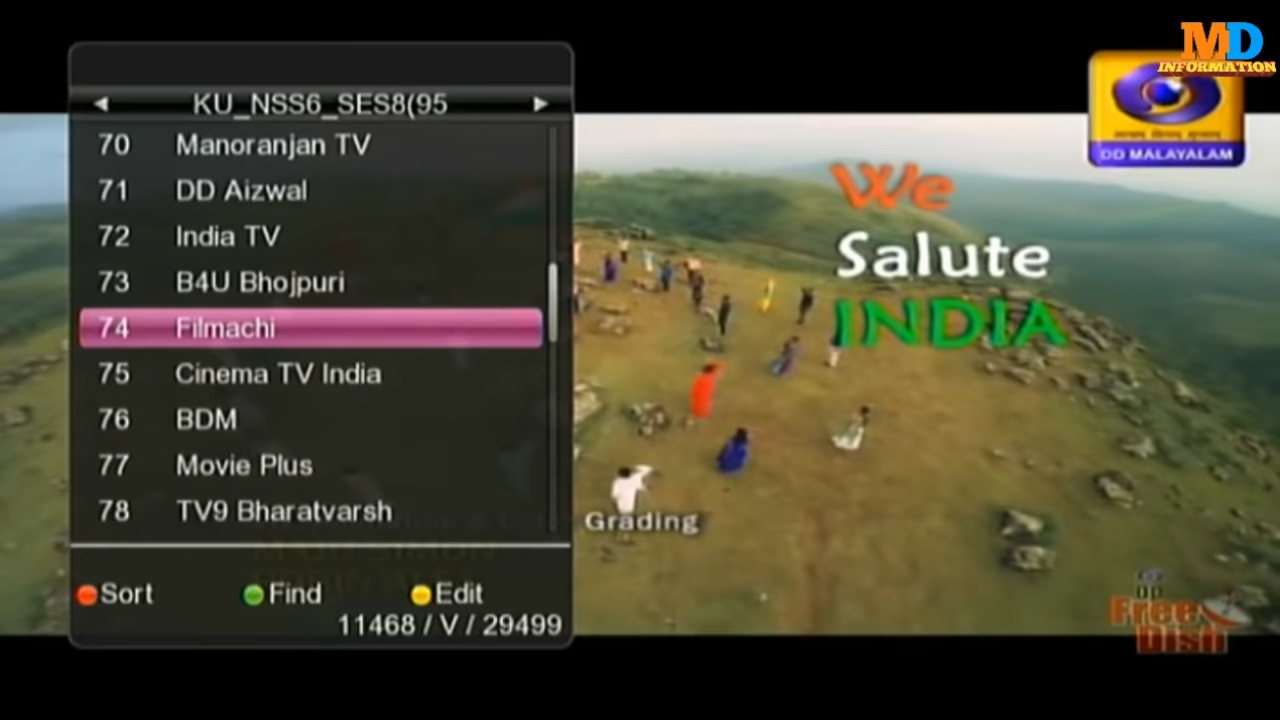 MD
INFORMATION
KU_NSS6_SES8(95
70 Manoranjan TV
71 DD Aizwal
72 India TV
73 B4U Bhojpuri
74 Filmachi
75 Cinema TV India
76 BDM
77 Movie Plus
78 TV9 Bharatvarsh
Sort Find Edit
11468 / V / 29499
DD MALAYALAM
We
Salute
INDIA
Grading
Free
Dish